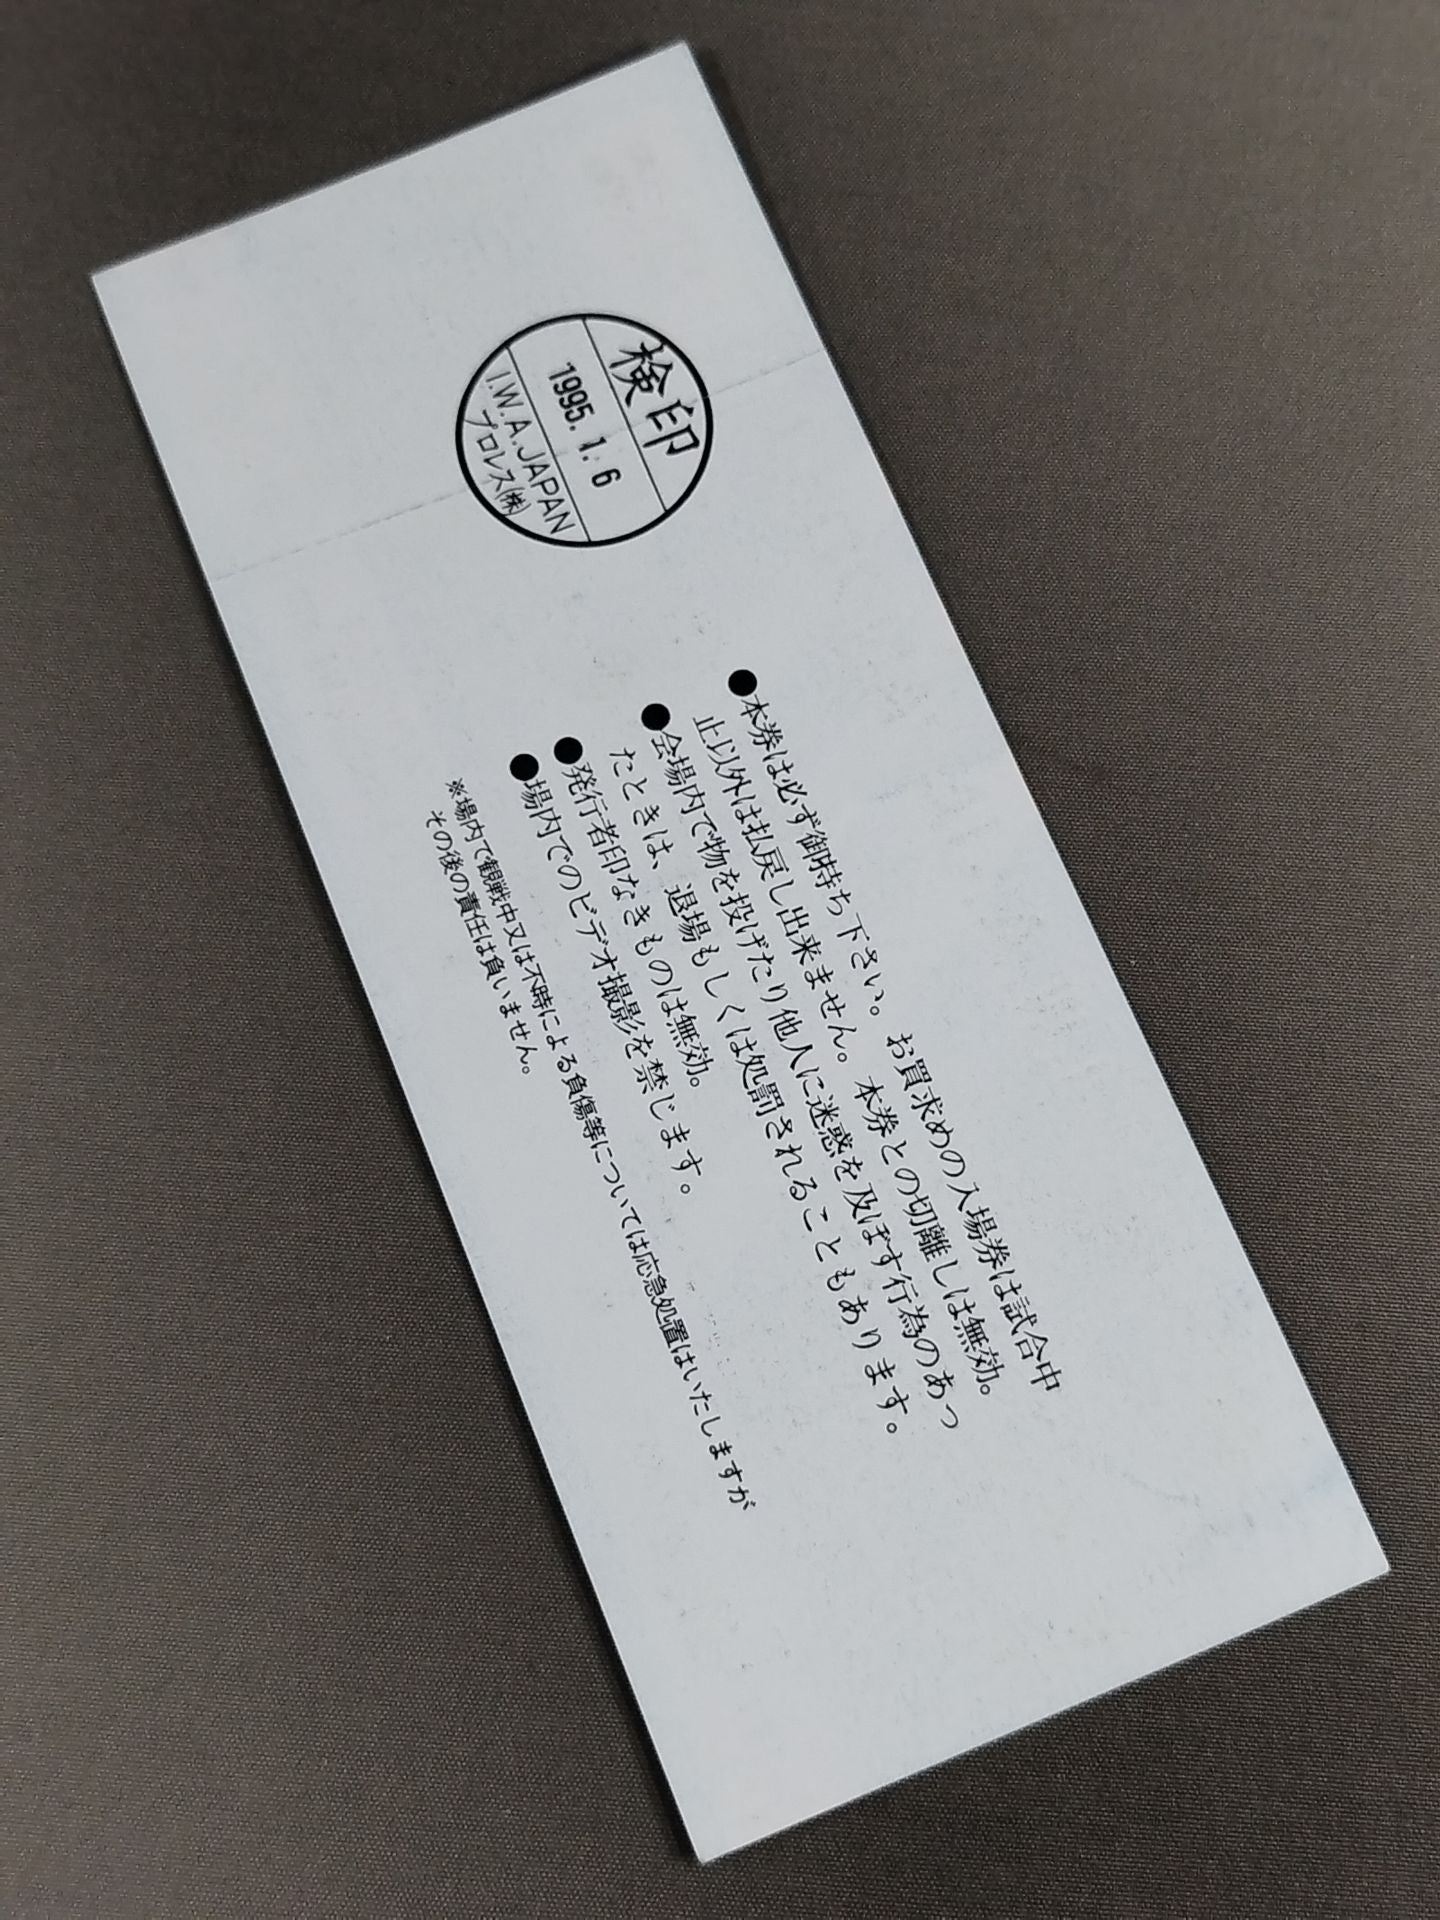 検印
1995. 1. 6
I.W.A.JAPAN
プロレス(株)
●本券は必ず御持ち下さい。お買求めの入場券は試合中
止以外は払戻し出来ません。本券との切離しは無効。
●会場内で物を投げたり他人に迷惑を及ぼす行為のあっ
たときは、退場もしくは処罰されることもあります。
●発行者印なきものは無効。
●場内でのビデオ撮影を禁じます。
※場内で観戦中又は不時による負傷等については応急処置はいたしますが
その後の責任は負いません。